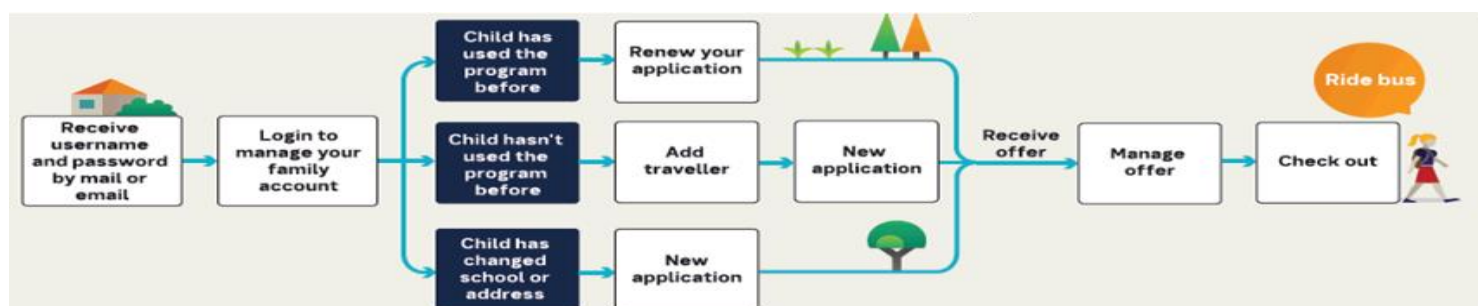 Receive
username
and password
by mail or
email
Login to
manage your
family
account
Child has
used the
program
before
Renew your
application
Child hasn't
used the
program
before
Add
traveller
New
application
Child has
changed
school or
address
New
application
Receive
offer
Manage
offer
Check out
Ride bus